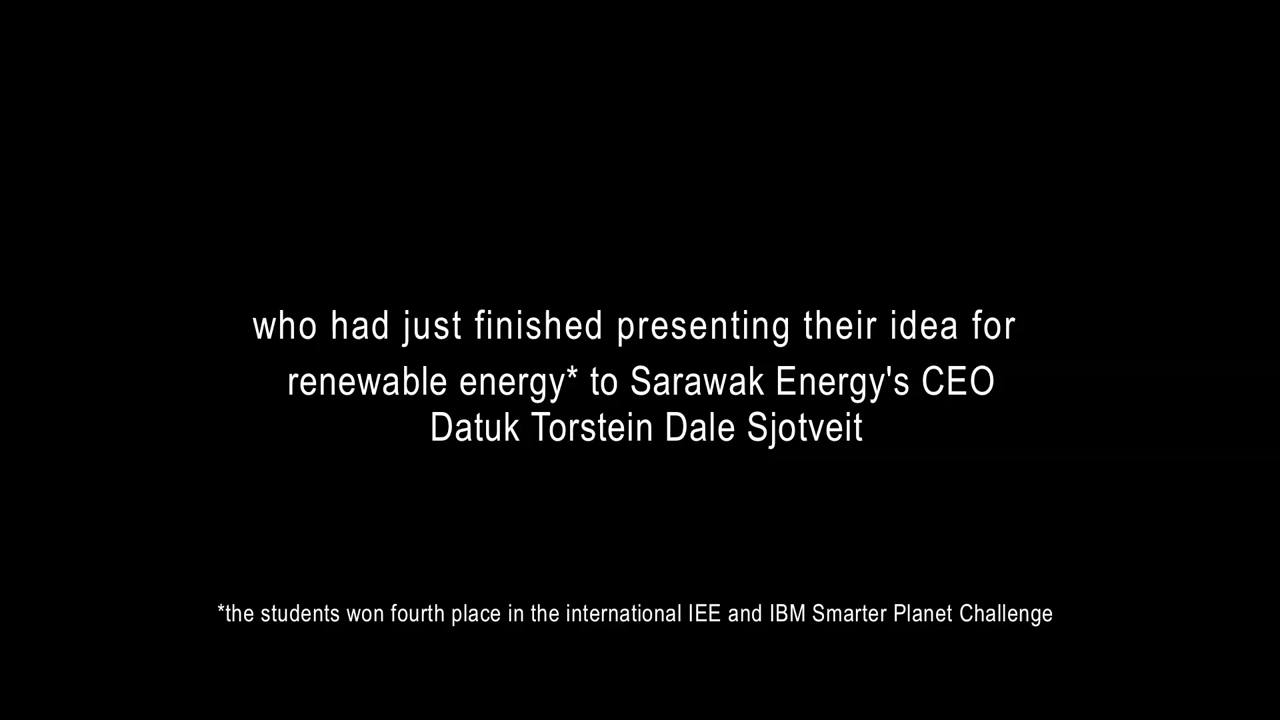 who had just finished presenting their idea for
renewable energy* to Sarawak Energy's CEO
Datuk Torstein Dale Sjotveit
*the students won fourth place in the international IEE and IBM Smarter Planet Challenge